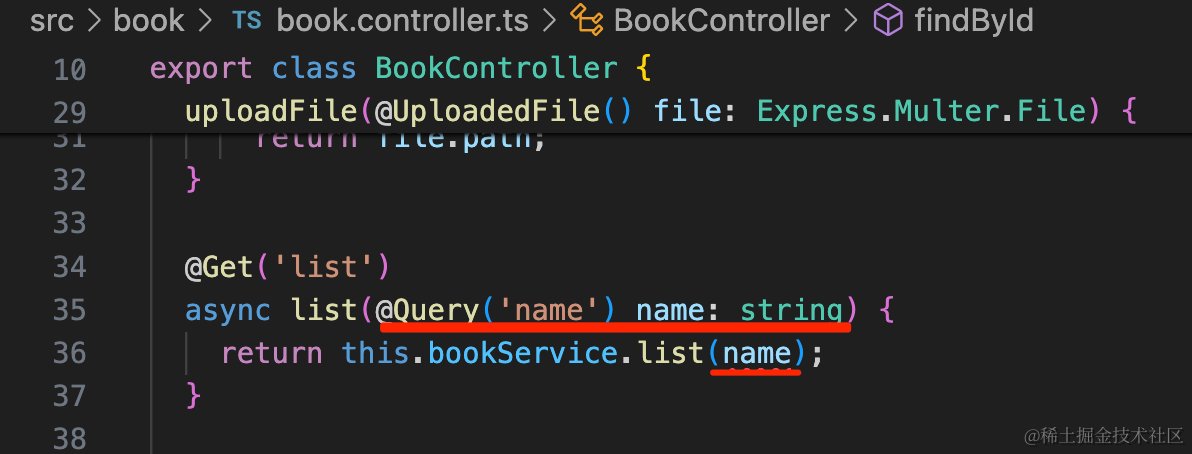 src > book > TS book.controller.ts > BookController > findById
10 export class BookController {
29 uploadFile(@UploadedFile() file: Express.Multer.File) {
31 return file.path;
32 }
33
34 @Get('list')
35 async list(@Query('name') name: string) {
36 return this.bookService.list(name);
37 }
38
@稀土掘金技术社区